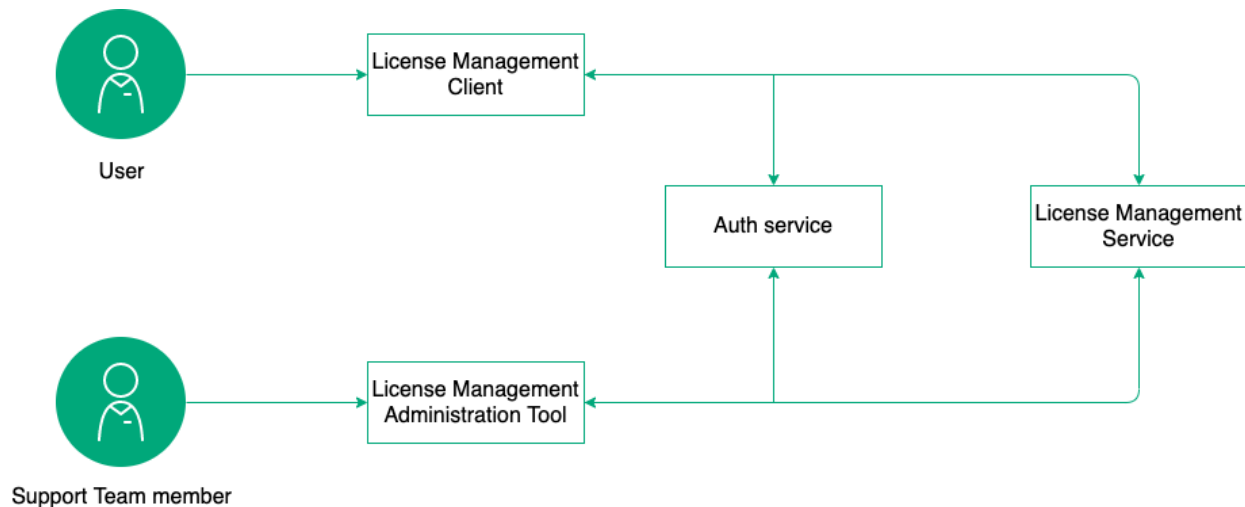 License Management
Client
User
Auth service
License Management
Service
License Management
Administration Tool
Support Team member